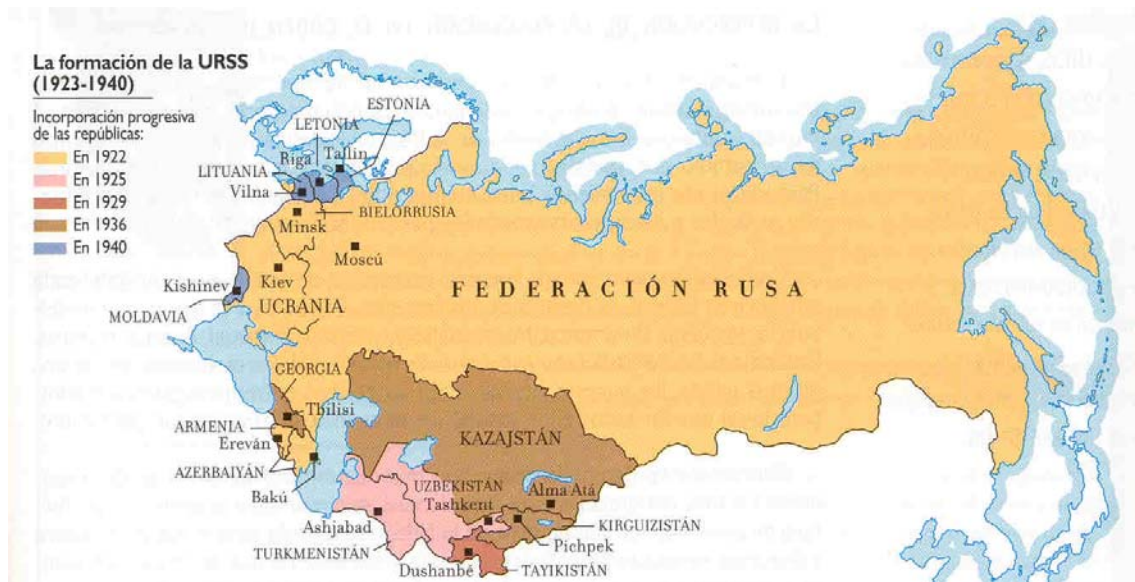 La formación de la URSS
(1923-1940)
Incorporación progresiva
de las repúblicas:
En 1922
En 1925
En 1929
En 1936
En 1940
ESTONIA
LETONIA
Riga
Tallin
LITUANIA
Vilna
BIELORRUSIA
Minsk
Moscú
Kiev
Kishinev
UCRANIA
MOLDAVIA
FEDERACIÓN RUSA
GEORGIA
Tbilisi
ARMENIA
Ereván
AZERBAIYÁN
Bakú
KAZAJSTÁN
UZBEKISTÁN
Tashkent
Alma Atá
Ashjabad
KIRGUIZISTÁN
TURKMENISTÁN
Pichpek
Dushanbé
TAYIKISTÁN